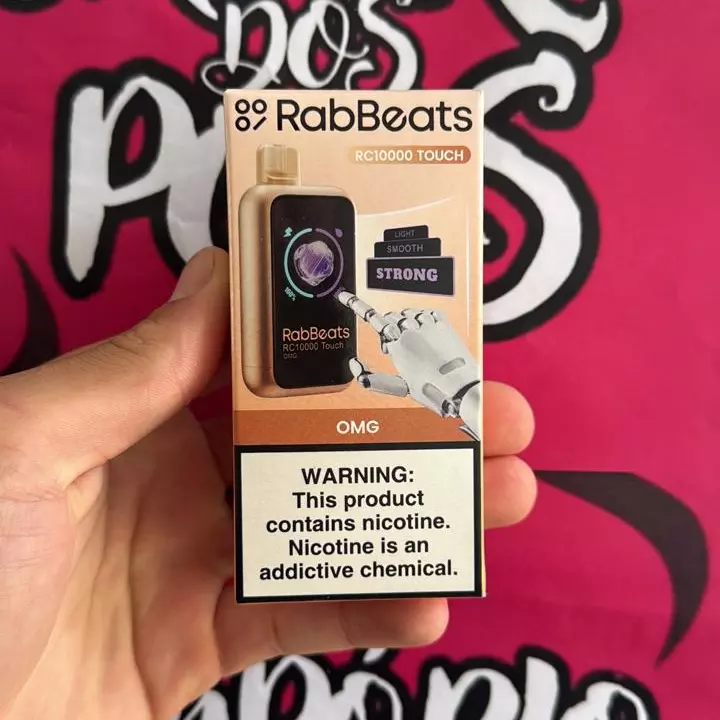 DOS
RabBeats
RC10000 TOUCH
LIGHT
SMOOTH
STRONG
RabBeats
RC10000 Touch
OMG
OMG
WARNING:
This product
contains nicotine.
Nicotine is an
addictive chemical.